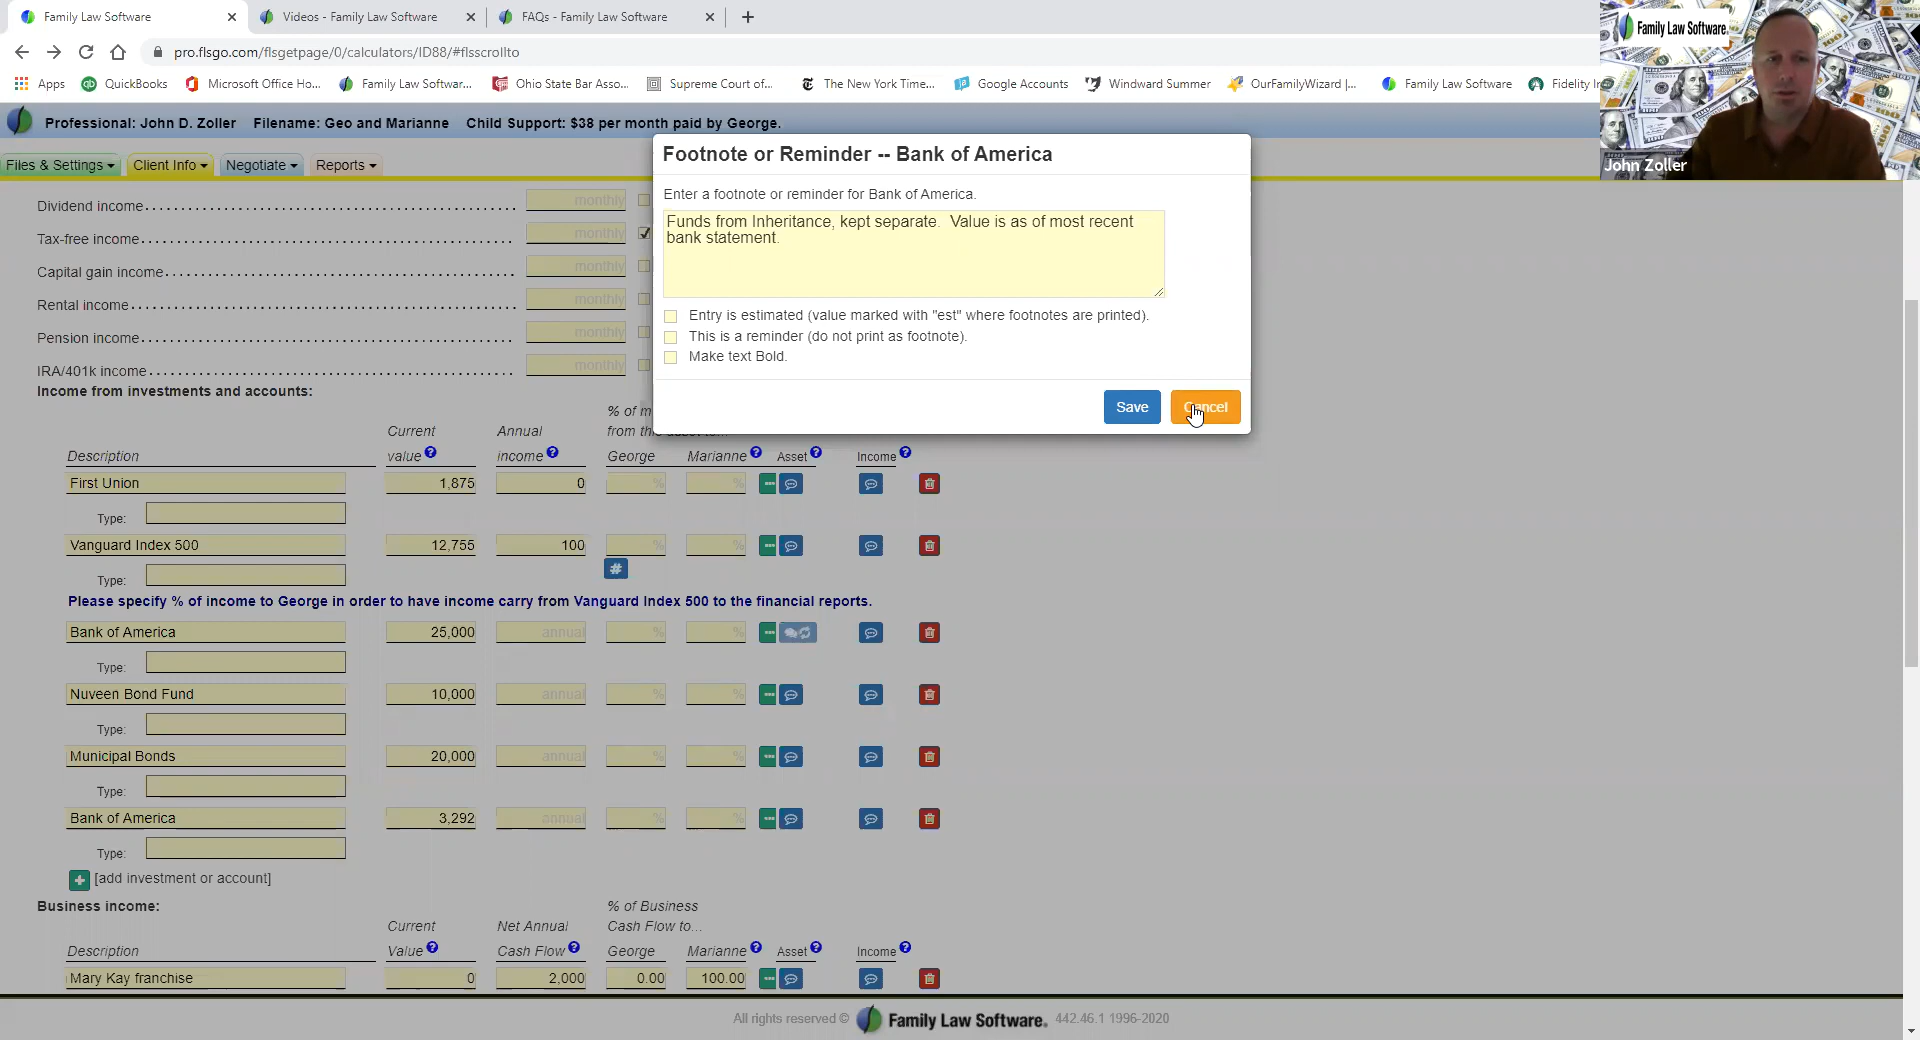 Family Law Software
Videos - Family Law Software
FAQs - Family Law Software
pro.flsgo.com/flsgetpage/0/calculators/ID88/#flsscrollto
Apps
QuickBooks
Microsoft Office Ho...
Family Law Softwar...
Ohio State Bar Asso...
Supreme Court of...
The New York Time...
Google Accounts
Windward Summer
OurFamilyWizard |...
Family Law Software
Fidelity
Family Law Software.
John Zoller
Professional: John D. Zoller Filename: Geo and Marianne Child Support: $38 per month paid by George.
Files & Settings
Client Info
Negotiate
Reports
Footnote or Reminder -- Bank of America
Enter a footnote or reminder for Bank of America.
Funds from Inheritance, kept separate. Value is as of most recent
bank statement.
Entry is estimated (value marked with "est" where footnotes are printed).
This is a reminder (do not print as footnote).
Make text Bold.
Save Cancel
Dividend income monthly
Tax-free income monthly
Capital gain income monthly
Rental income monthly
Pension income monthly
IRA/401k income monthly
Income from investments and accounts:
% of m
Current Annual from thi
Description value ? income ? George Marianne ? Asset ? Income ?
First Union 1,875 0 % %
Type:
Vanguard Index 500 12,755 100 % %
Type: #
Please specify % of income to George in order to have income carry from Vanguard Index 500 to the financial reports.
Bank of America 25,000 annual % %
Type:
Nuveen Bond Fund 10,000 annual % %
Type:
Municipal Bonds 20,000 annual % %
Type:
Bank of America 3,292 annual % %
Type:
[add investment or account]
Business income: % of Business
Current Net Annual Cash Flow to...
Description Value ? Cash Flow ? George Marianne ? Asset ? Income ?
Mary Kay franchise 0 2,000 0.00 100.00
All rights reserved © Family Law Software. 442.46.1 1996-2020